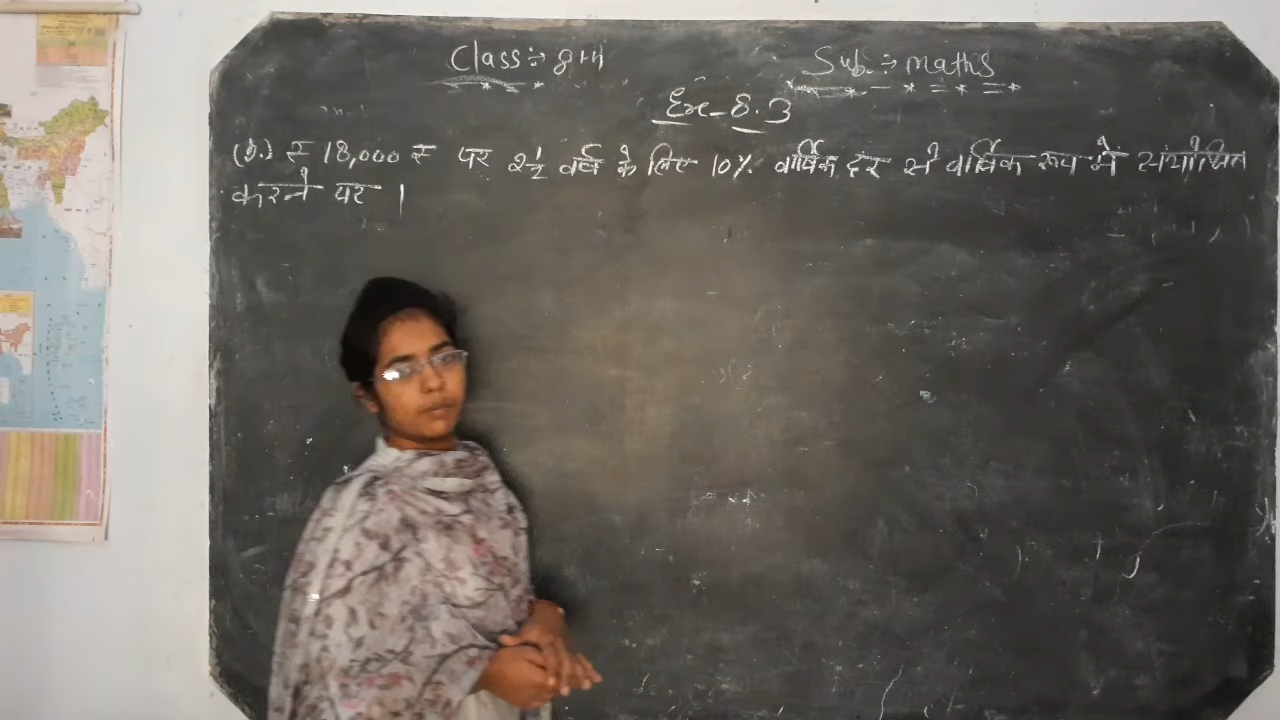 Class :- 8th
Sub. :- maths
Ex - 8.3
(b.) ₹ 18,000 ₹ पर 2½ वर्ष के लिए 10% वार्षिक दर से वार्षिक रूप में संयोजित
करने पर ।